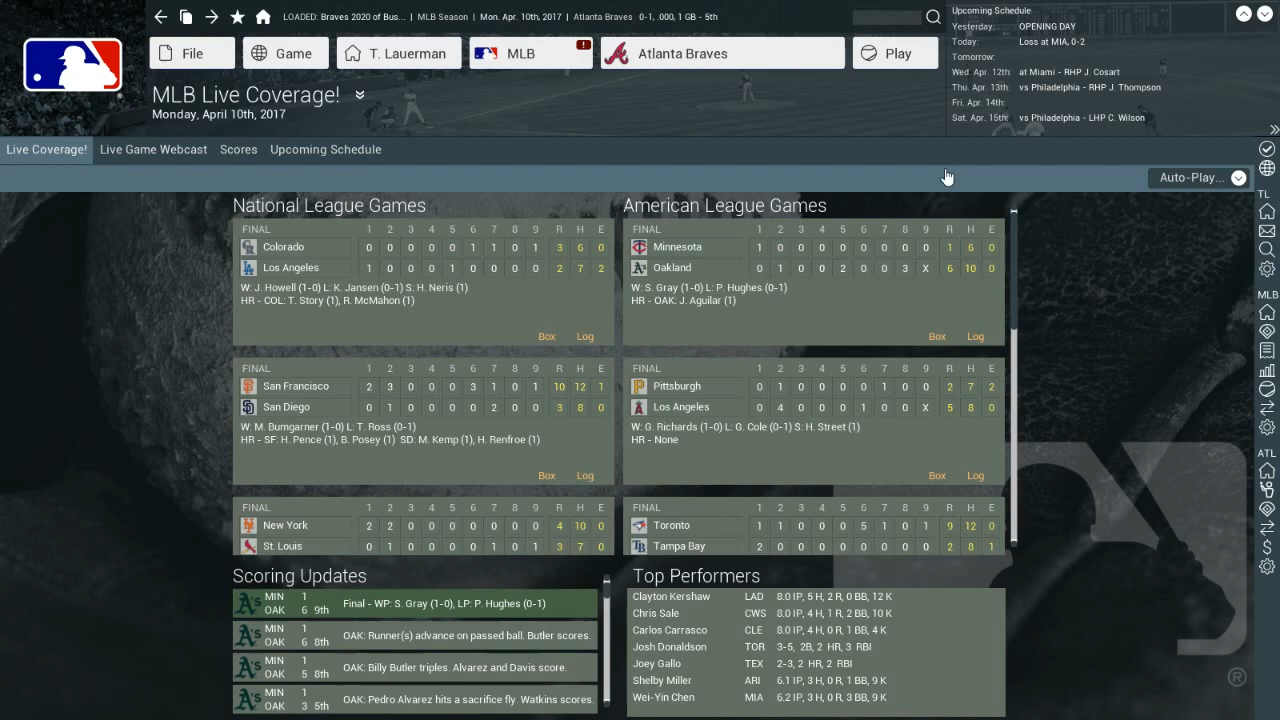 LOADED: Braves 2020 of Bus... | MLB Season | Mon. Apr. 10th, 2017 | Atlanta Braves 0-1, .000, 1 GB - 5th
File
Game
T. Lauerman
MLB
!
Atlanta Braves
Play
MLB Live Coverage!
Monday, April 10th, 2017
Upcoming Schedule
Yesterday: OPENING DAY
Today: Loss at MIA, 0-2
Tomorrow:
Wed. Apr. 12th: at Miami - RHP J. Cosart
Thu. Apr. 13th: vs Philadelphia - RHP J. Thompson
Fri. Apr. 14th:
Sat. Apr. 15th: vs Philadelphia - LHP C. Wilson
Live Coverage! Live Game Webcast Scores Upcoming Schedule
Auto-Play...
National League Games
FINAL 1 2 3 4 5 6 7 8 9 R H E
Colorado 0 0 0 0 0 1 1 0 1 3 6 0
Los Angeles 1 0 0 0 1 0 0 0 0 2 7 2
W: J. Howell (1-0) L: K. Jansen (0-1) S: H. Neris (1)
HR - COL: T. Story (1), R. McMahon (1)
Box Log
FINAL 1 2 3 4 5 6 7 8 9 R H E
San Francisco 2 3 0 0 0 3 1 0 1 10 12 1
San Diego 0 1 0 0 0 0 2 0 0 3 8 0
W: M. Bumgarner (1-0) L: T. Ross (0-1)
HR - SF: H. Pence (1), B. Posey (1) SD: M. Kemp (1), H. Renfroe (1)
Box Log
FINAL 1 2 3 4 5 6 7 8 9 R H E
New York 2 2 0 0 0 0 0 0 0 4 10 0
St. Louis 0 1 0 0 0 0 1 0 1 3 7 0
American League Games
FINAL 1 2 3 4 5 6 7 8 9 R H E
Minnesota 1 0 0 0 0 0 0 0 0 1 6 0
Oakland 0 1 0 0 2 0 0 3 X 6 10 0
W: S. Gray (1-0) L: P. Hughes (0-1)
HR - OAK: J. Aguilar (1)
Box Log
FINAL 1 2 3 4 5 6 7 8 9 R H E
Pittsburgh 0 1 0 0 0 0 1 0 0 2 7 2
Los Angeles 0 4 0 0 0 1 0 0 X 5 8 0
W: G. Richards (1-0) L: G. Cole (0-1) S: H. Street (1)
HR - None
Box Log
FINAL 1 2 3 4 5 6 7 8 9 R H E
Toronto 1 1 0 0 0 5 1 0 1 9 12 0
Tampa Bay 2 0 0 0 0 0 0 0 0 2 8 1
Scoring Updates
MIN 1
OAK 6 9th Final - WP: S. Gray (1-0), LP: P. Hughes (0-1)
MIN 1
OAK 6 8th OAK: Runner(s) advance on passed ball. Butler scores.
MIN 1
OAK 5 8th OAK: Billy Butler triples. Alvarez and Davis score.
MIN 1
OAK 3 5th OAK: Pedro Alvarez hits a sacrifice fly. Watkins scores.
Top Performers
Clayton Kershaw LAD 8.0 IP, 5 H, 2 R, 0 BB, 12 K
Chris Sale CWS 8.0 IP, 4 H, 1 R, 2 BB, 10 K
Carlos Carrasco CLE 8.0 IP, 4 H, 0 R, 1 BB, 4 K
Josh Donaldson TOR 3-5, 2B, 2 HR, 3 RBI
Joey Gallo TEX 2-3, 2 HR, 2 RBI
Shelby Miller ARI 6.1 IP, 3 H, 0 R, 1 BB, 9 K
Wei-Yin Chen MIA 6.2 IP, 3 H, 0 R, 3 BB, 9 K
TL
MLB
ATL
®